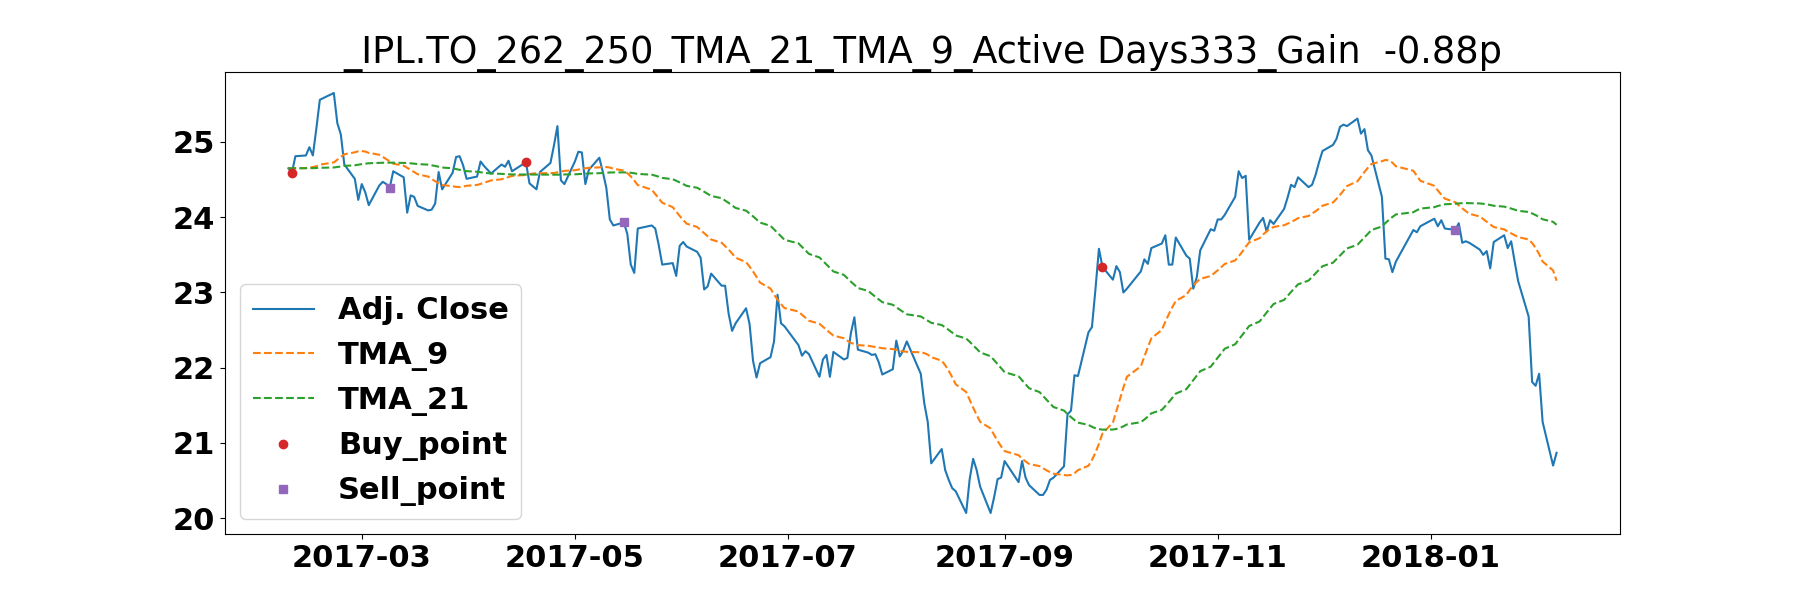 _IPL.TO_262_250_TMA_21_TMA_9_Active Days333_Gain  -0.88p
25
24
23
22
21
20
Adj. Close
TMA_9
TMA_21
Buy_point
Sell_point
2017-03 2017-05 2017-07 2017-09 2017-11 2018-01